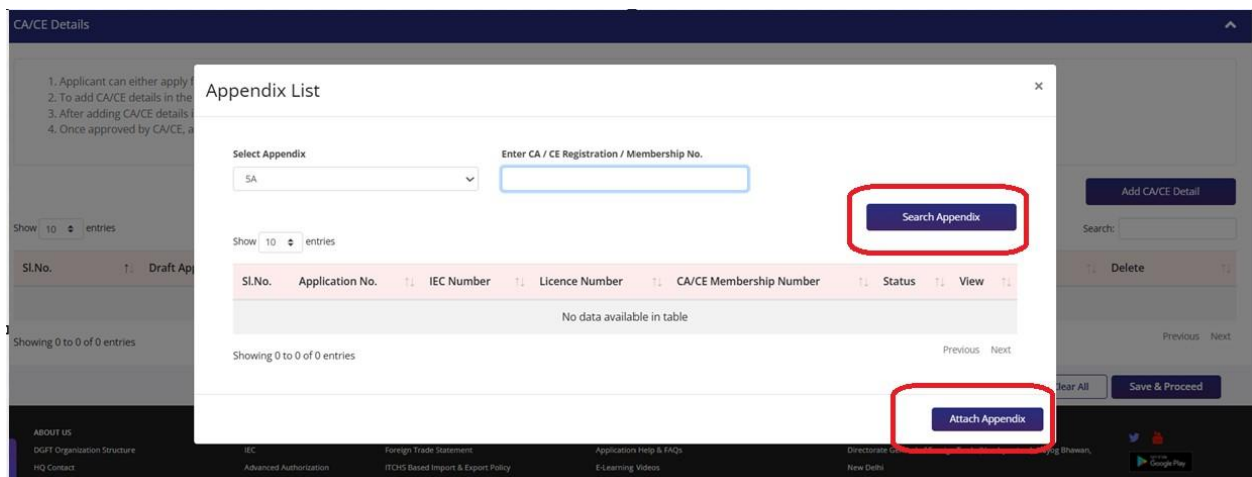 CA/CE Details
1. Applicant can either apply f
2. To add CA/CE details in the
3. After adding CA/CE details i
4. Once approved by CA/CE, a
Appendix List ×
Select Appendix Enter CA / CE Registration / Membership No.
5A
Add CA/CE Detail
Search Appendix
Show 10 entries Search:
Show 10 entries
Sl.No. Draft App Delete
Sl.No. Application No. IEC Number Licence Number CA/CE Membership Number Status View
No data available in table
Showing 0 to 0 of 0 entries Previous Next
Showing 0 to 0 of 0 entries Previous Next
Clear All Save & Proceed
Attach Appendix
ABOUT US
DGFT Organization Structure IEC Foreign Trade Statement Application Help & FAQs Bhawan,
HQ Contact Advanced Authorization ITCHS Based Import & Export Policy E-Learning Videos New Delhi
Google Play